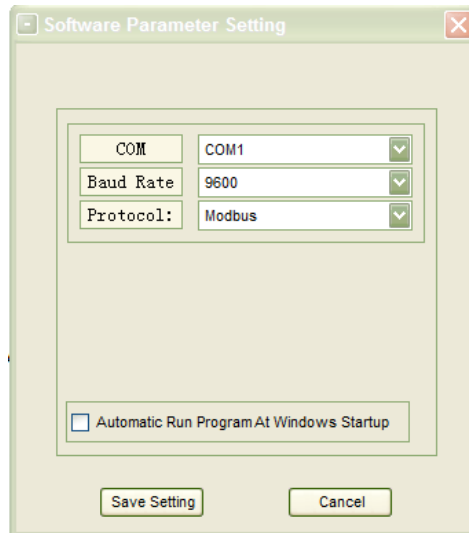 Software Parameter Setting
COM COM1
Baud Rate 9600
Protocol: Modbus
Automatic Run Program At Windows Startup
Save Setting Cancel